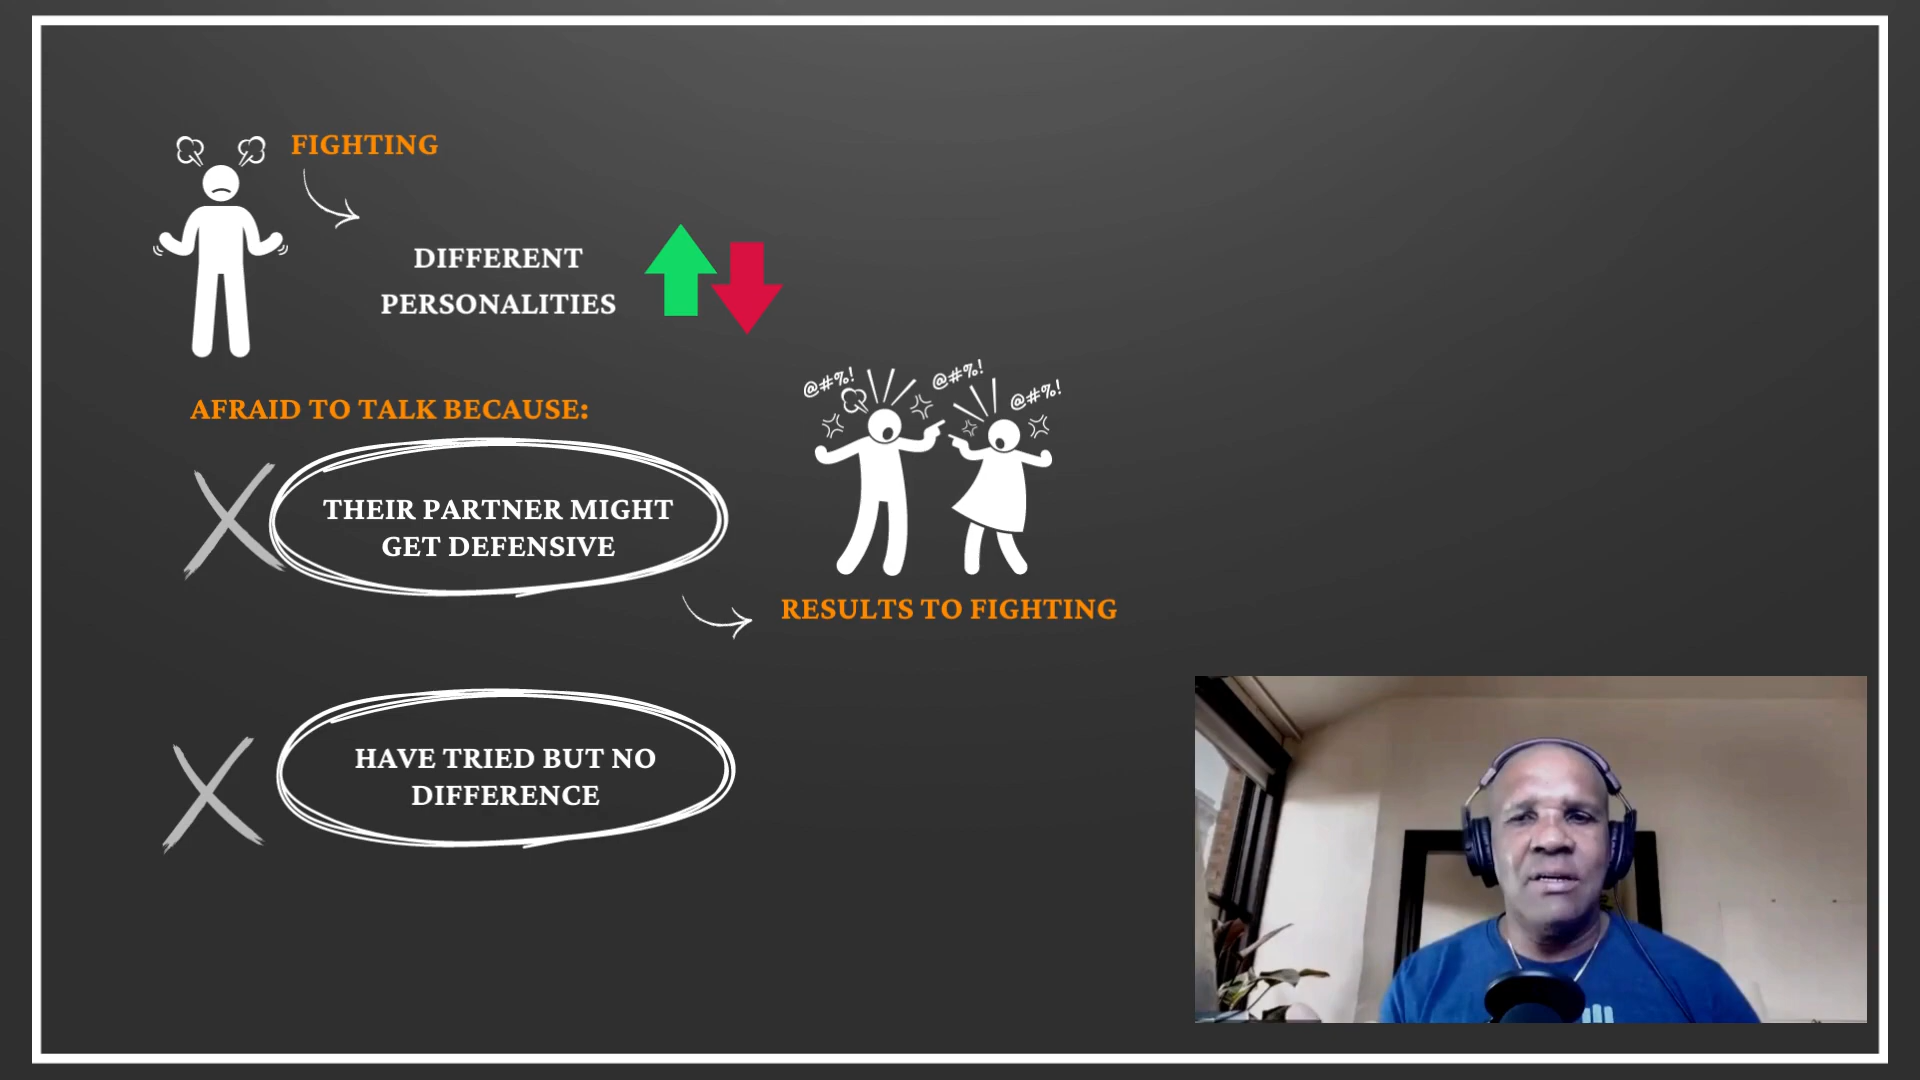 FIGHTING
DIFFERENT
PERSONALITIES
@#%!
@#%!
@#%!
AFRAID TO TALK BECAUSE:
THEIR PARTNER MIGHT
GET DEFENSIVE
RESULTS TO FIGHTING
HAVE TRIED BUT NO
DIFFERENCE